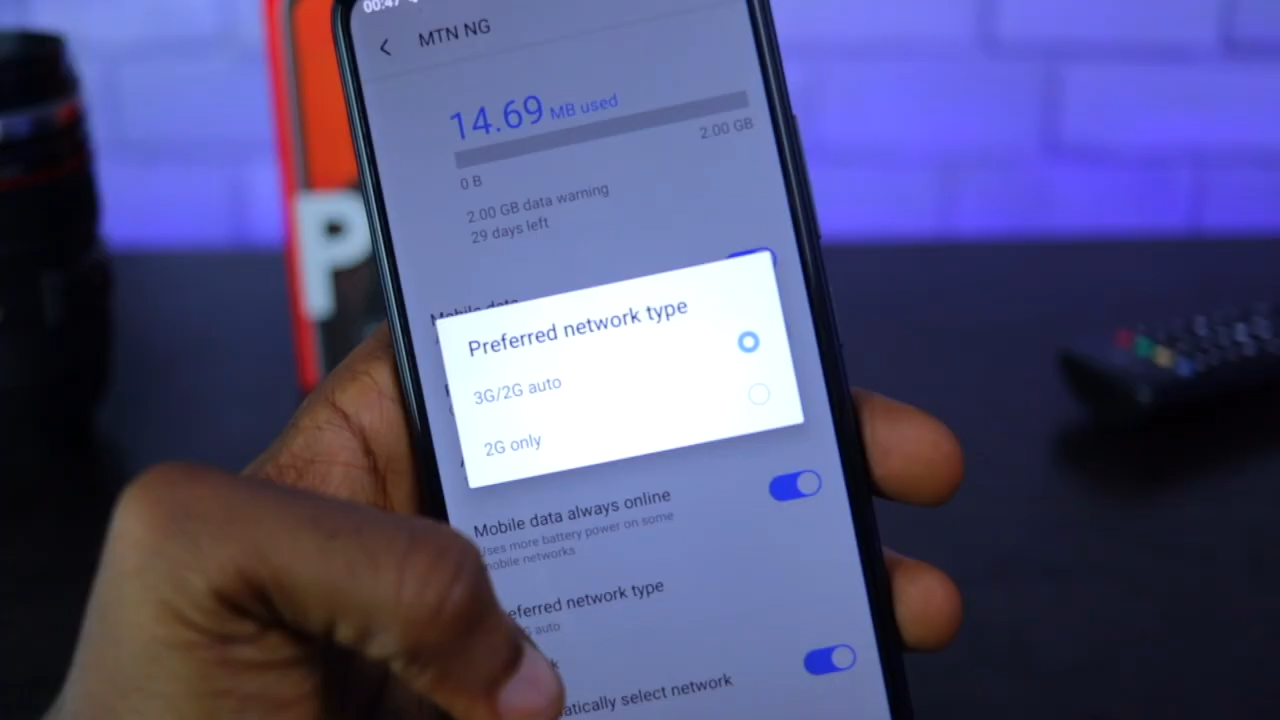 00:47
MTN NG
14.69 MB used
2.00 GB
0 B
2.00 GB data warning
29 days left
Mobile data
Preferred network type
3G/2G auto
2G only
Mobile data always online
Uses more battery power on some
mobile networks
Preferred network type
auto
Automatically select network
P